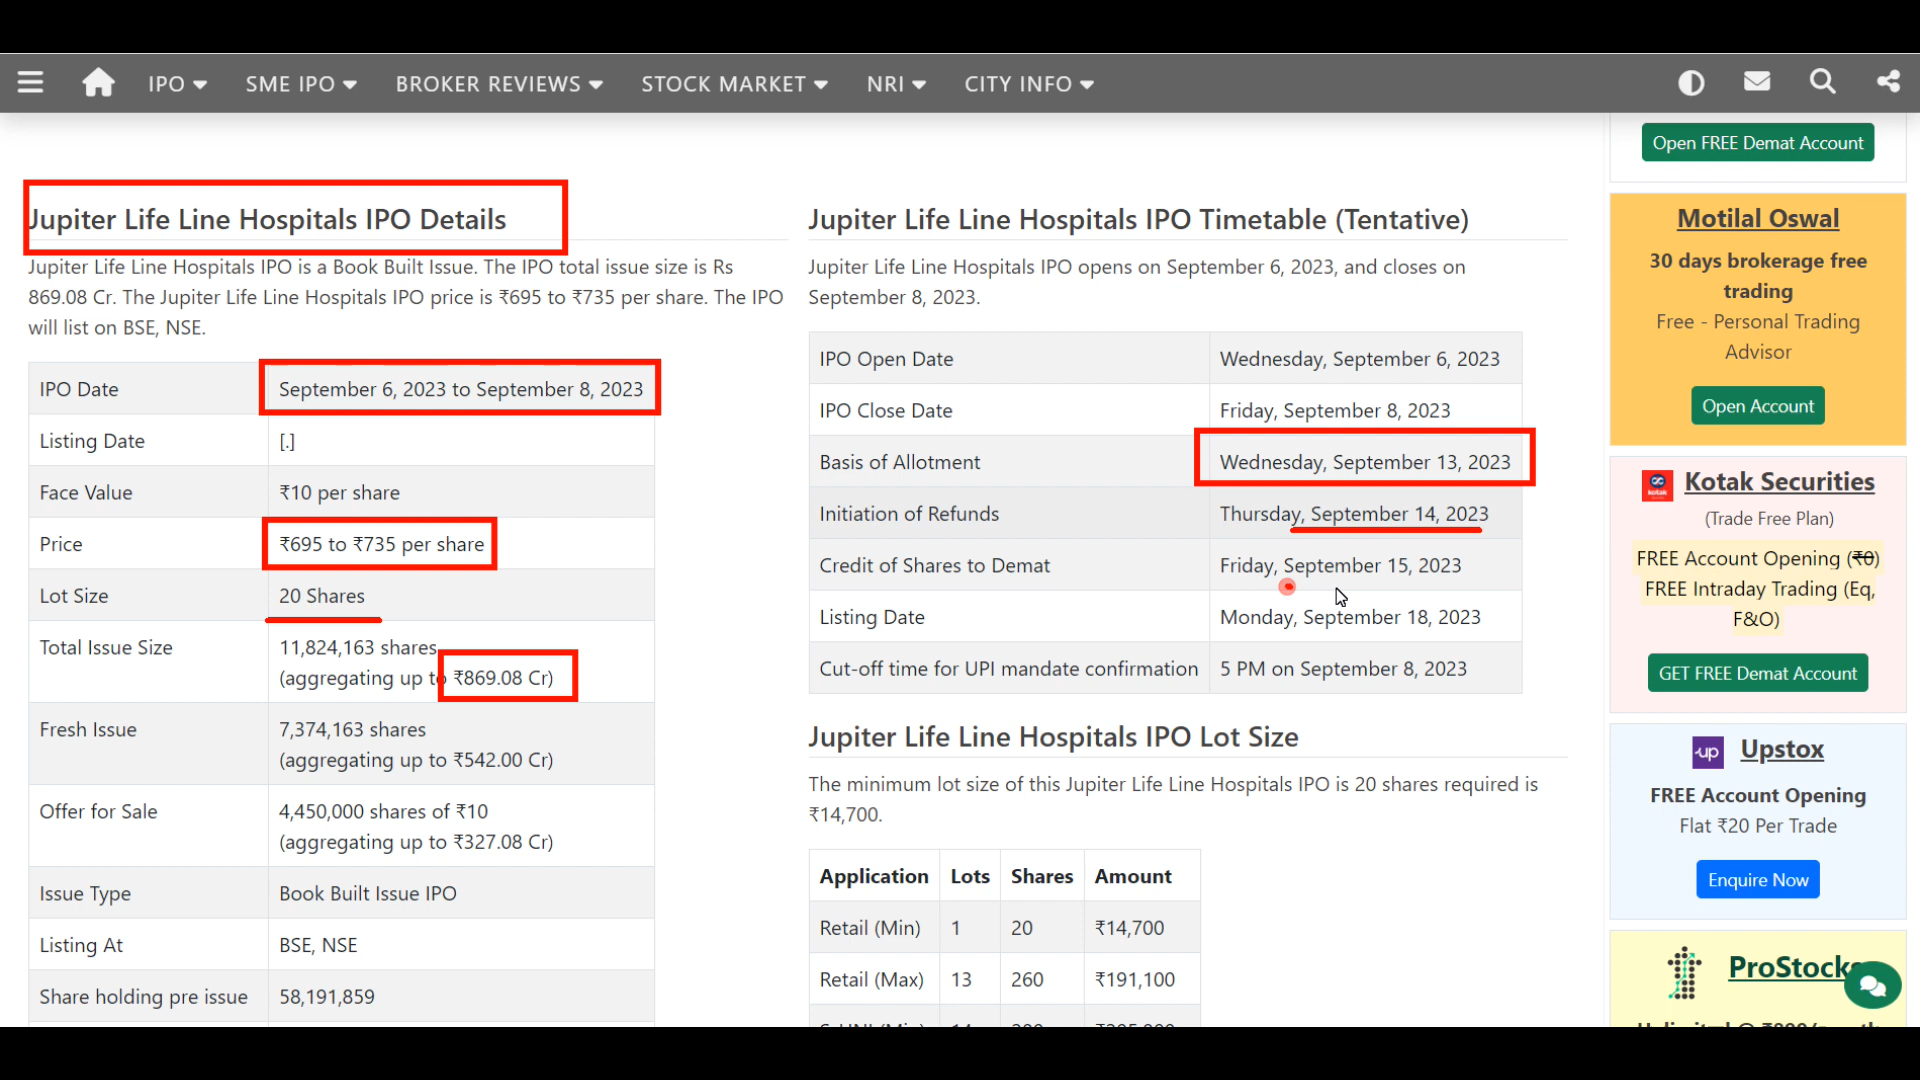 IPO
SME IPO
BROKER REVIEWS
STOCK MARKET
NRI
CITY INFO
Jupiter Life Line Hospitals IPO Details
Jupiter Life Line Hospitals IPO is a Book Built Issue. The IPO total issue size is Rs
869.08 Cr. The Jupiter Life Line Hospitals IPO price is ₹695 to ₹735 per share. The IPO
will list on BSE, NSE.
IPO Date September 6, 2023 to September 8, 2023
Listing Date [.]
Face Value ₹10 per share
Price ₹695 to ₹735 per share
Lot Size 20 Shares
Total Issue Size 11,824,163 shares
(aggregating up to ₹869.08 Cr)
Fresh Issue 7,374,163 shares
(aggregating up to ₹542.00 Cr)
Offer for Sale 4,450,000 shares of ₹10
(aggregating up to ₹327.08 Cr)
Issue Type Book Built Issue IPO
Listing At BSE, NSE
Share holding pre issue 58,191,859
Jupiter Life Line Hospitals IPO Timetable (Tentative)
Jupiter Life Line Hospitals IPO opens on September 6, 2023, and closes on
September 8, 2023.
IPO Open Date Wednesday, September 6, 2023
IPO Close Date Friday, September 8, 2023
Basis of Allotment Wednesday, September 13, 2023
Initiation of Refunds Thursday, September 14, 2023
Credit of Shares to Demat Friday, September 15, 2023
Listing Date Monday, September 18, 2023
Cut-off time for UPI mandate confirmation 5 PM on September 8, 2023
Jupiter Life Line Hospitals IPO Lot Size
The minimum lot size of this Jupiter Life Line Hospitals IPO is 20 shares required is
₹14,700.
Application Lots Shares Amount
Retail (Min) 1 20 ₹14,700
Retail (Max) 13 260 ₹191,100
Open FREE Demat Account
Motilal Oswal
30 days brokerage free
trading
Free - Personal Trading
Advisor
Open Account
kotak
Kotak Securities
(Trade Free Plan)
FREE Account Opening (₹0)
FREE Intraday Trading (Eq,
F&O)
GET FREE Demat Account
up
Upstox
FREE Account Opening
Flat ₹20 Per Trade
Enquire Now
ProStocks